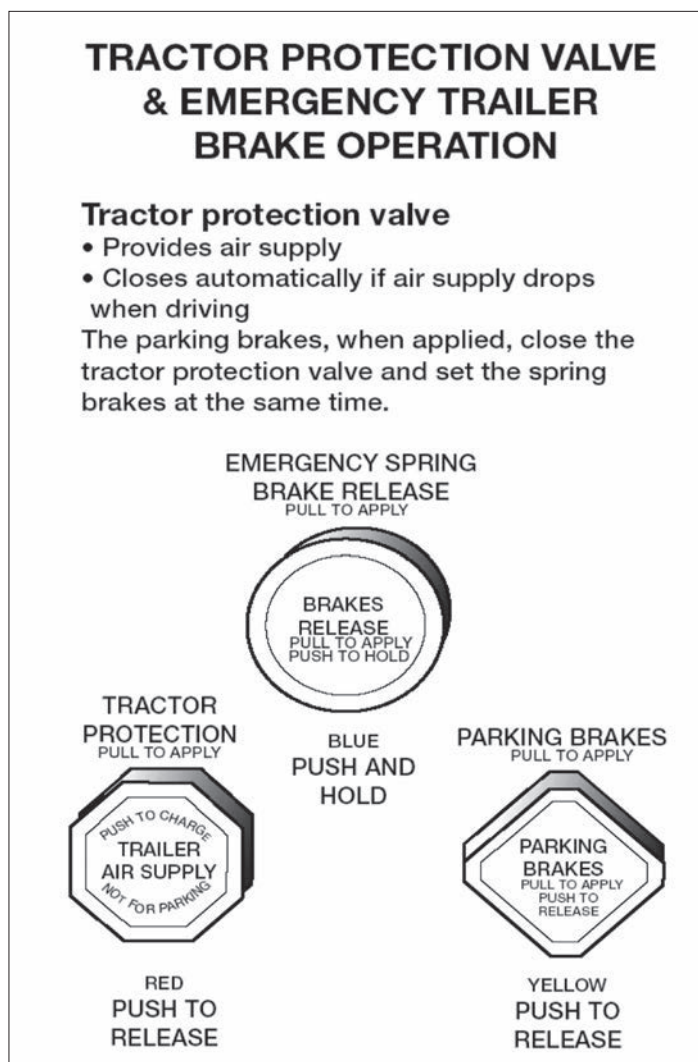 TRACTOR PROTECTION VALVE
& EMERGENCY TRAILER
BRAKE OPERATION
Tractor protection valve
• Provides air supply
• Closes automatically if air supply drops
when driving
The parking brakes, when applied, close the
tractor protection valve and set the spring
brakes at the same time.
EMERGENCY SPRING
BRAKE RELEASE
PULL TO APPLY
BRAKES
RELEASE
PULL TO APPLY
PUSH TO HOLD
BLUE
PUSH AND
HOLD
TRACTOR
PROTECTION
PULL TO APPLY
PUSH TO CHARGE
TRAILER
AIR SUPPLY
NOT FOR PARKING
RED
PUSH TO
RELEASE
PARKING BRAKES
PULL TO APPLY
PARKING
BRAKES
PULL TO APPLY
PUSH TO
RELEASE
YELLOW
PUSH TO
RELEASE